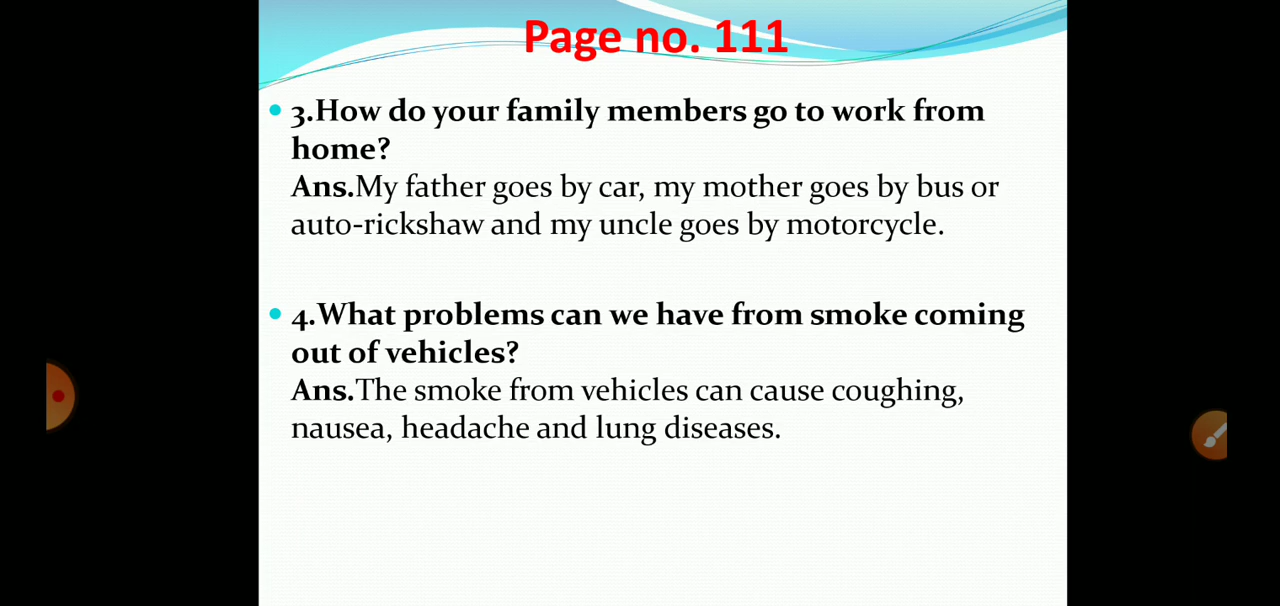 Page no. 111
3.How do your family members go to work from
home?
Ans.My father goes by car, my mother goes by bus or
auto-rickshaw and my uncle goes by motorcycle.
4.What problems can we have from smoke coming
out of vehicles?
Ans.The smoke from vehicles can cause coughing,
nausea, headache and lung diseases.